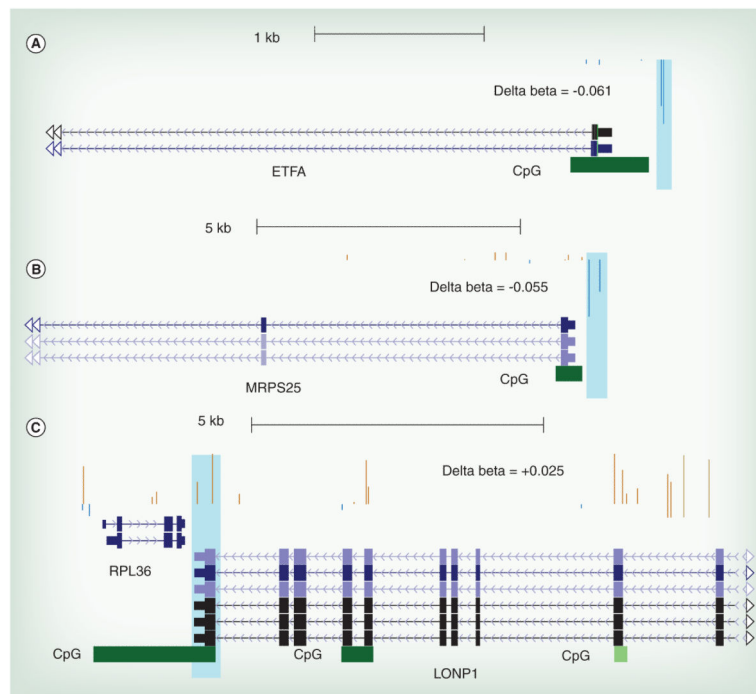 A
1 kb
Delta beta = -0.061
ETFA
CpG
5 kb
B
Delta beta = -0.055
MRPS25
CpG
5 kb
C
Delta beta = +0.025
RPL36
CpG
CpG
CpG
LONP1